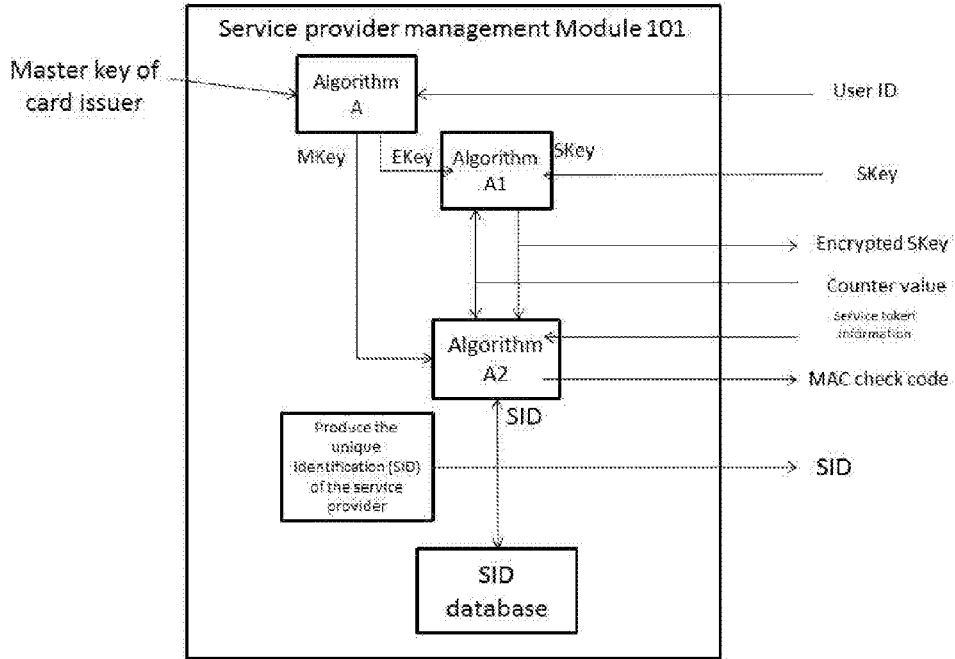 Service provider management Module 101
Master key of
card issuer
Algorithm
A
User ID
MKey
EKey
Algorithm
A1
SKey
SKey
Encrypted SKey
Counter value
Service token
information
Algorithm
A2
MAC check code
SID
Produce the
unique
identification (SID)
of the service
provider
SID
SID
database